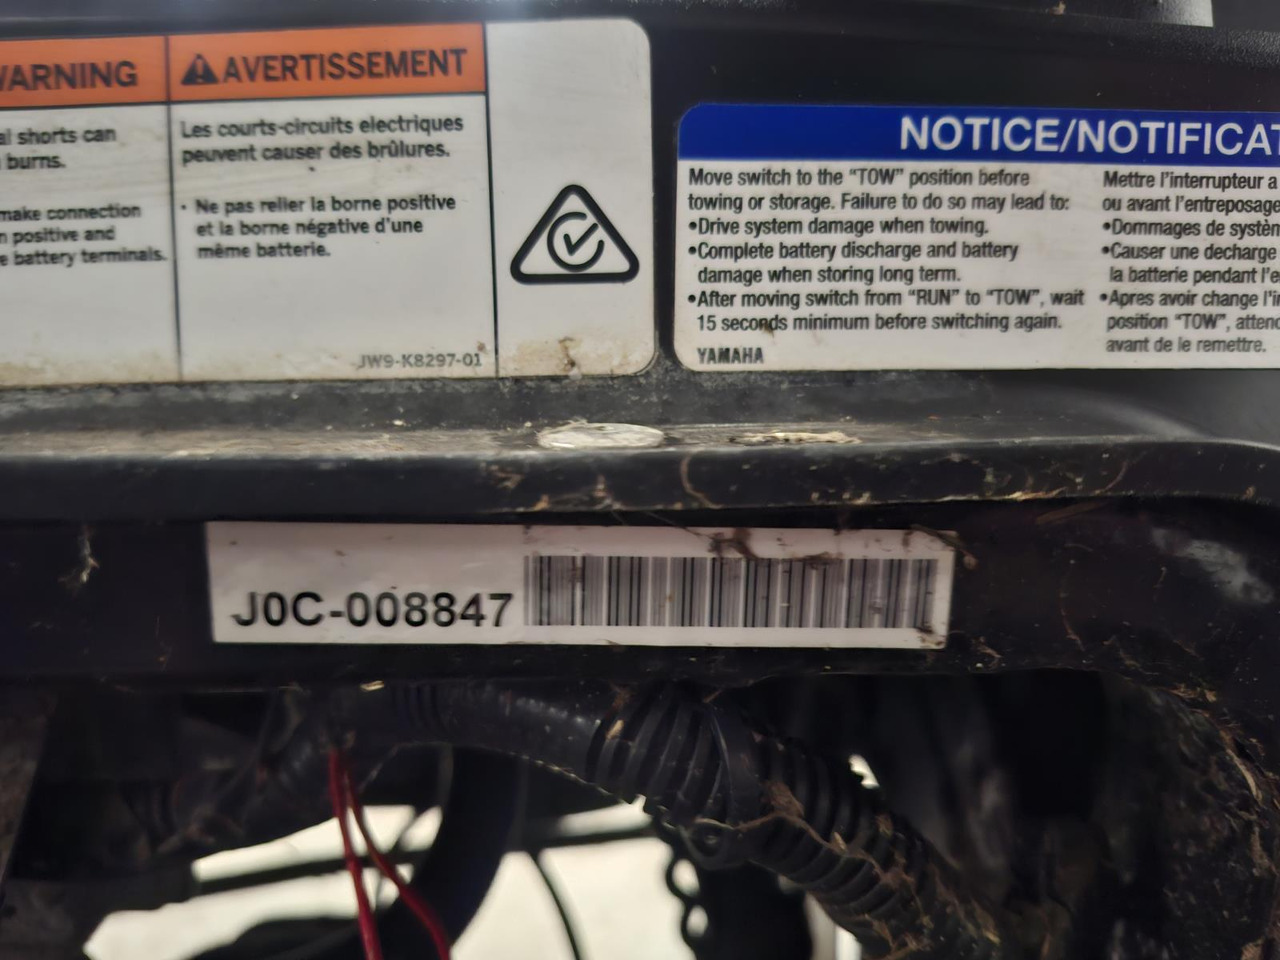 WARNING
al shorts can
burns.
make connection
n positive and
e battery terminals.
AVERTISSEMENT
Les courts-circuits electriques
peuvent causer des brûlures.
• Ne pas relier la borne positive
et la borne négative d'une
même batterie.
JW9-K8297-01
NOTICE/NOTIFICAT
Move switch to the “TOW” position before
towing or storage. Failure to do so may lead to:
•Drive system damage when towing.
•Complete battery discharge and battery
damage when storing long term.
•After moving switch from “RUN” to “TOW”, wait
15 seconds minimum before switching again.
YAMAHA
Mettre l'interrupteur a
ou avant l'entreposage
•Dommages de systèm
•Causer une decharge
la batterie pendant l'e
•Apres avoir change l'in
position “TOW”, attend
avant de le remettre.
J0C-008847